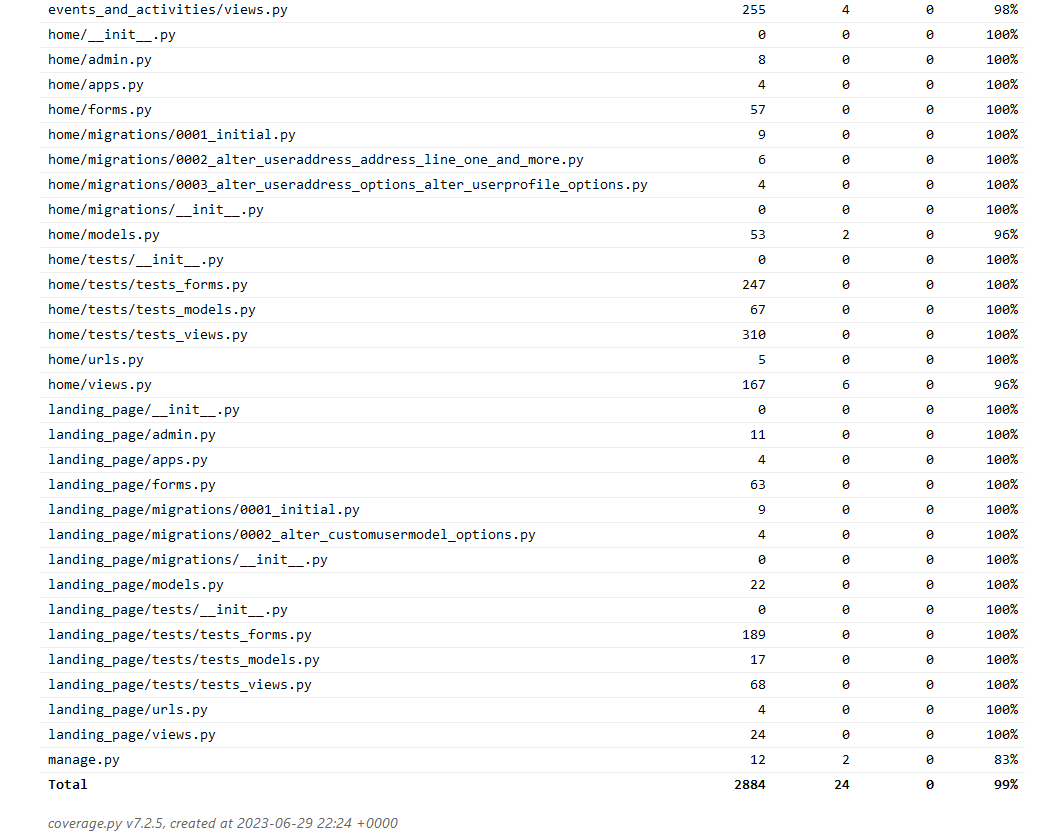 events_and_activities/views.py 255 4 0 98%
home/__init__.py 0 0 0 100%
home/admin.py 8 0 0 100%
home/apps.py 4 0 0 100%
home/forms.py 57 0 0 100%
home/migrations/0001_initial.py 9 0 0 100%
home/migrations/0002_alter_useraddress_address_line_one_and_more.py 6 0 0 100%
home/migrations/0003_alter_useraddress_options_alter_userprofile_options.py 4 0 0 100%
home/migrations/__init__.py 0 0 0 100%
home/models.py 53 2 0 96%
home/tests/__init__.py 0 0 0 100%
home/tests/tests_forms.py 247 0 0 100%
home/tests/tests_models.py 67 0 0 100%
home/tests/tests_views.py 310 0 0 100%
home/urls.py 5 0 0 100%
home/views.py 167 6 0 96%
landing_page/__init__.py 0 0 0 100%
landing_page/admin.py 11 0 0 100%
landing_page/apps.py 4 0 0 100%
landing_page/forms.py 63 0 0 100%
landing_page/migrations/0001_initial.py 9 0 0 100%
landing_page/migrations/0002_alter_customusermodel_options.py 4 0 0 100%
landing_page/migrations/__init__.py 0 0 0 100%
landing_page/models.py 22 0 0 100%
landing_page/tests/__init__.py 0 0 0 100%
landing_page/tests/tests_forms.py 189 0 0 100%
landing_page/tests/tests_models.py 17 0 0 100%
landing_page/tests/tests_views.py 68 0 0 100%
landing_page/urls.py 4 0 0 100%
landing_page/views.py 24 0 0 100%
manage.py 12 2 0 83%
Total 2884 24 0 99%
coverage.py v7.2.5, created at 2023-06-29 22:24 +0000